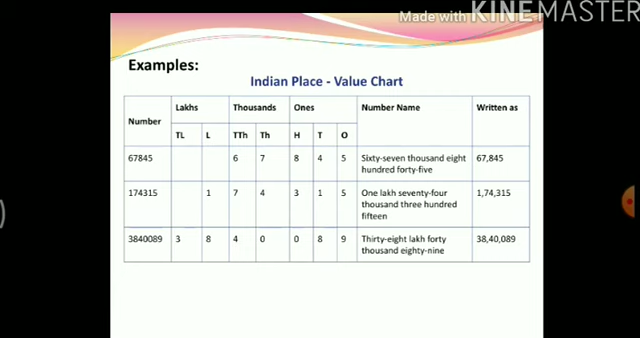 Made with KINEMASTER
Examples:
Indian Place - Value Chart
Number Lakhs Thousands Ones Number Name Written as
TL L TTh Th H T O
67845 6 7 8 4 5 Sixty-seven thousand eight 67,845
hundred forty-five
174315 1 7 4 3 1 5 One lakh seventy-four 1,74,315
thousand three hundred
fifteen
3840089 3 8 4 0 0 8 9 Thirty-eight lakh forty 38,40,089
thousand eighty-nine